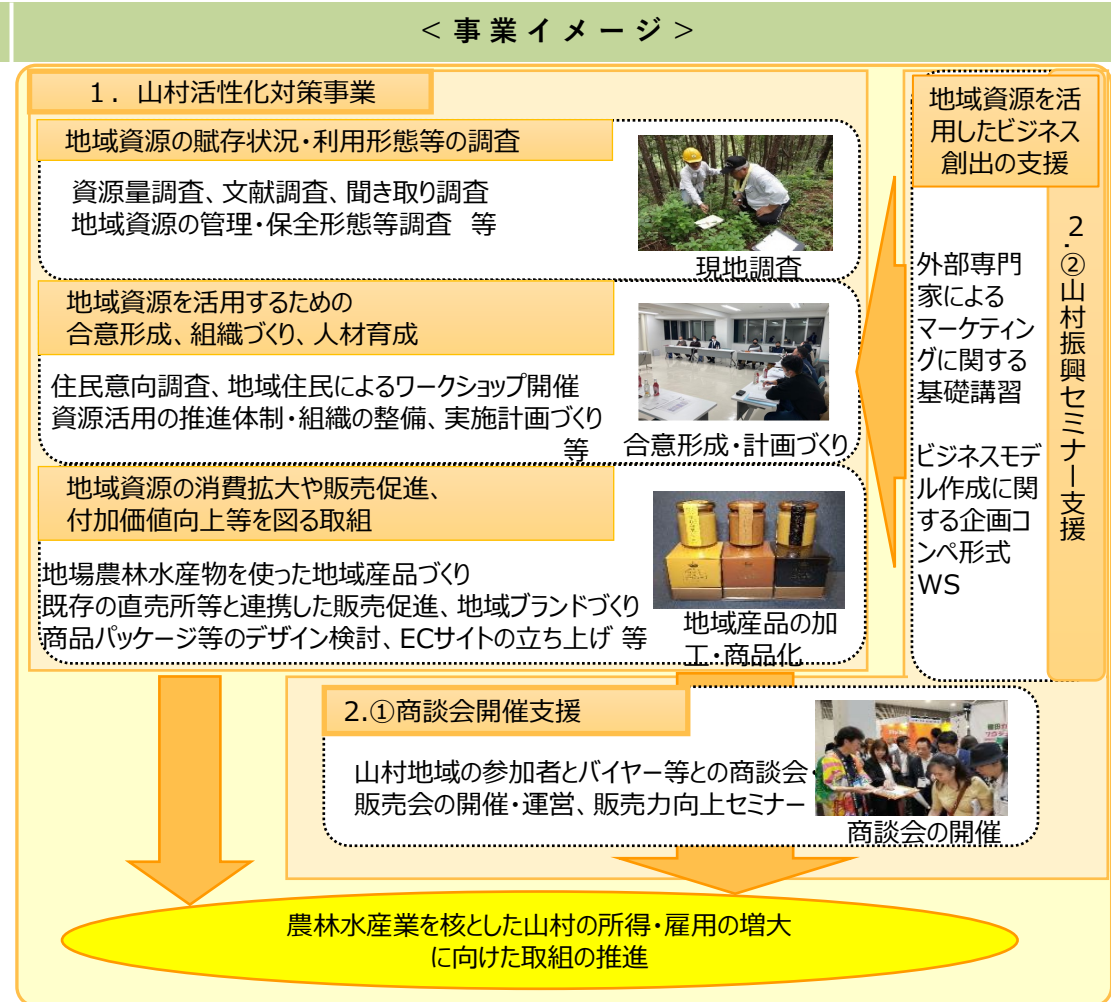 ＜事業イメージ＞
１．山村活性化対策事業
地域資源の賦存状況・利用形態等の調査
資源量調査、文献調査、聞き取り調査
地域資源の管理・保全形態等調査　等
現地調査
地域資源を活用するための
合意形成、組織づくり、人材育成
住民意向調査、地域住民によるワークショップ開催
資源活用の推進体制・組織の整備、実施計画づくり
等
合意形成・計画づくり
地域資源の消費拡大や販売促進、
付加価値向上等を図る取組
地場農林水産物を使った地域産品づくり
既存の直売所等と連携した販売促進、地域ブランドづくり
商品パッケージ等のデザイン検討、ECサイトの立ち上げ 等
地域産品の加
工・商品化
地域資源を活
用したビジネス
創出の支援
2.②山村振興セミナー支援
外部専門
家による
マーケティン
グに関する
基礎講習
ビジネスモデ
ル作成に関
する企画コ
ンペ形式
WS
2.①商談会開催支援
山村地域の参加者とバイヤー等との商談会・
販売会の開催・運営、販売力向上セミナー
商談会の開催
農林水産業を核とした山村の所得・雇用の増大
に向けた取組の推進